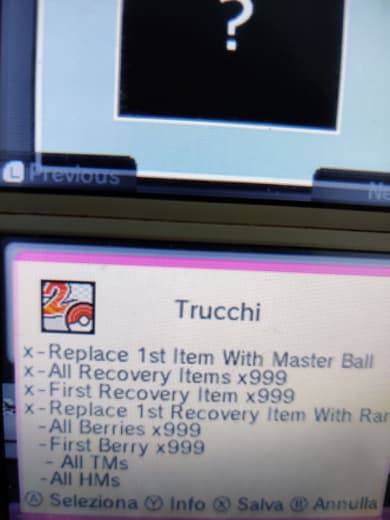 ?
L Previous
Trucchi
x-Replace 1st Item With Master Ball
x-All Recovery Items x999
x-First Recovery Item x999
x-Replace 1st Recovery Item With Rar
-All Berries x999
-First Berry x999
- All TMs
-All HMs
Ⓐ Seleziona Ⓨ Info Ⓧ Salva Ⓑ Annulla